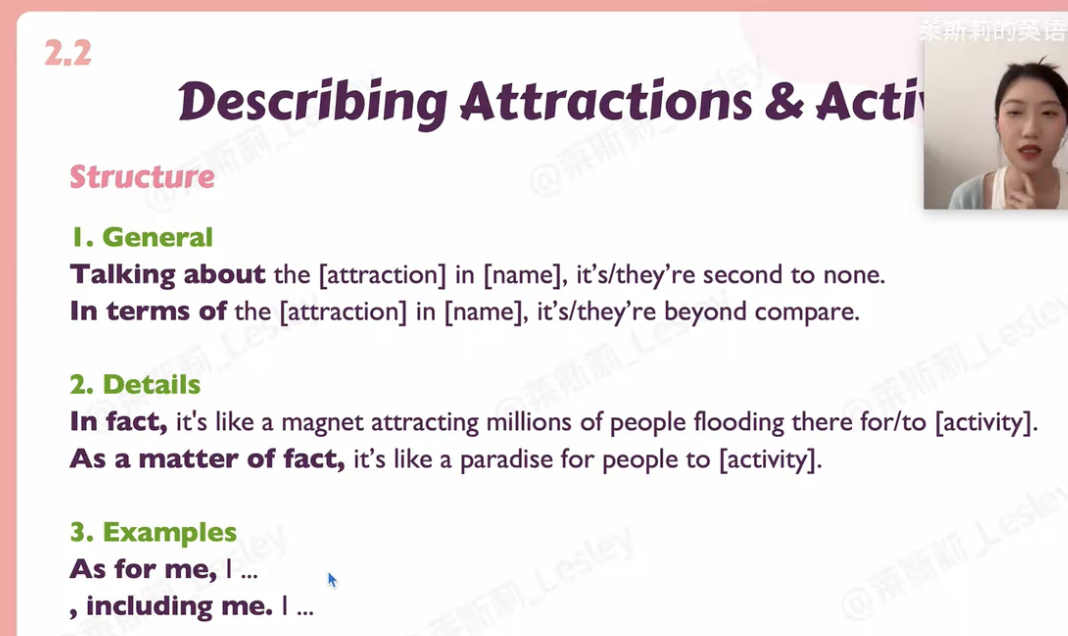 莱斯莉的英语
2.2
Describing Attractions & Acti
Structure
1. General
Talking about the [attraction] in [name], it's/they're second to none.
In terms of the [attraction] in [name], it's/they're beyond compare.
2. Details
In fact, it's like a magnet attracting millions of people flooding there for/to [activity].
As a matter of fact, it's like a paradise for people to [activity].
3. Examples
As for me, I ...
, including me. I ...
@莱斯莉_Lesley